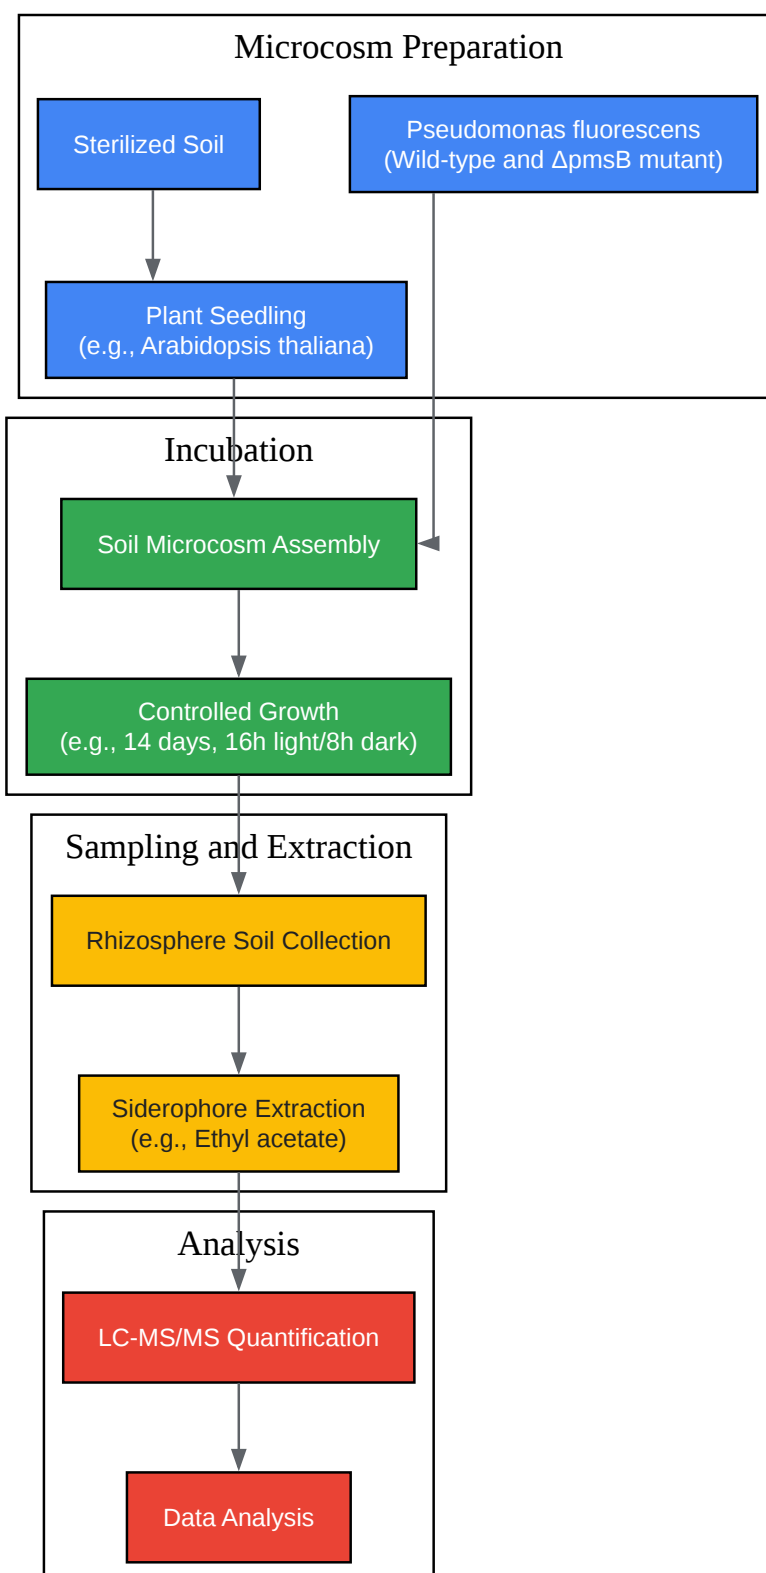 Microcosm Preparation
Sterilized Soil
Pseudomonas fluorescens
(Wild-type and ΔpmsB mutant)
Plant Seedling
(e.g., Arabidopsis thaliana)
Incubation
Soil Microcosm Assembly
Controlled Growth
(e.g., 14 days, 16h light/8h dark)
Sampling and Extraction
Rhizosphere Soil Collection
Siderophore Extraction
(e.g., Ethyl acetate)
Analysis
LC-MS/MS Quantification
Data Analysis